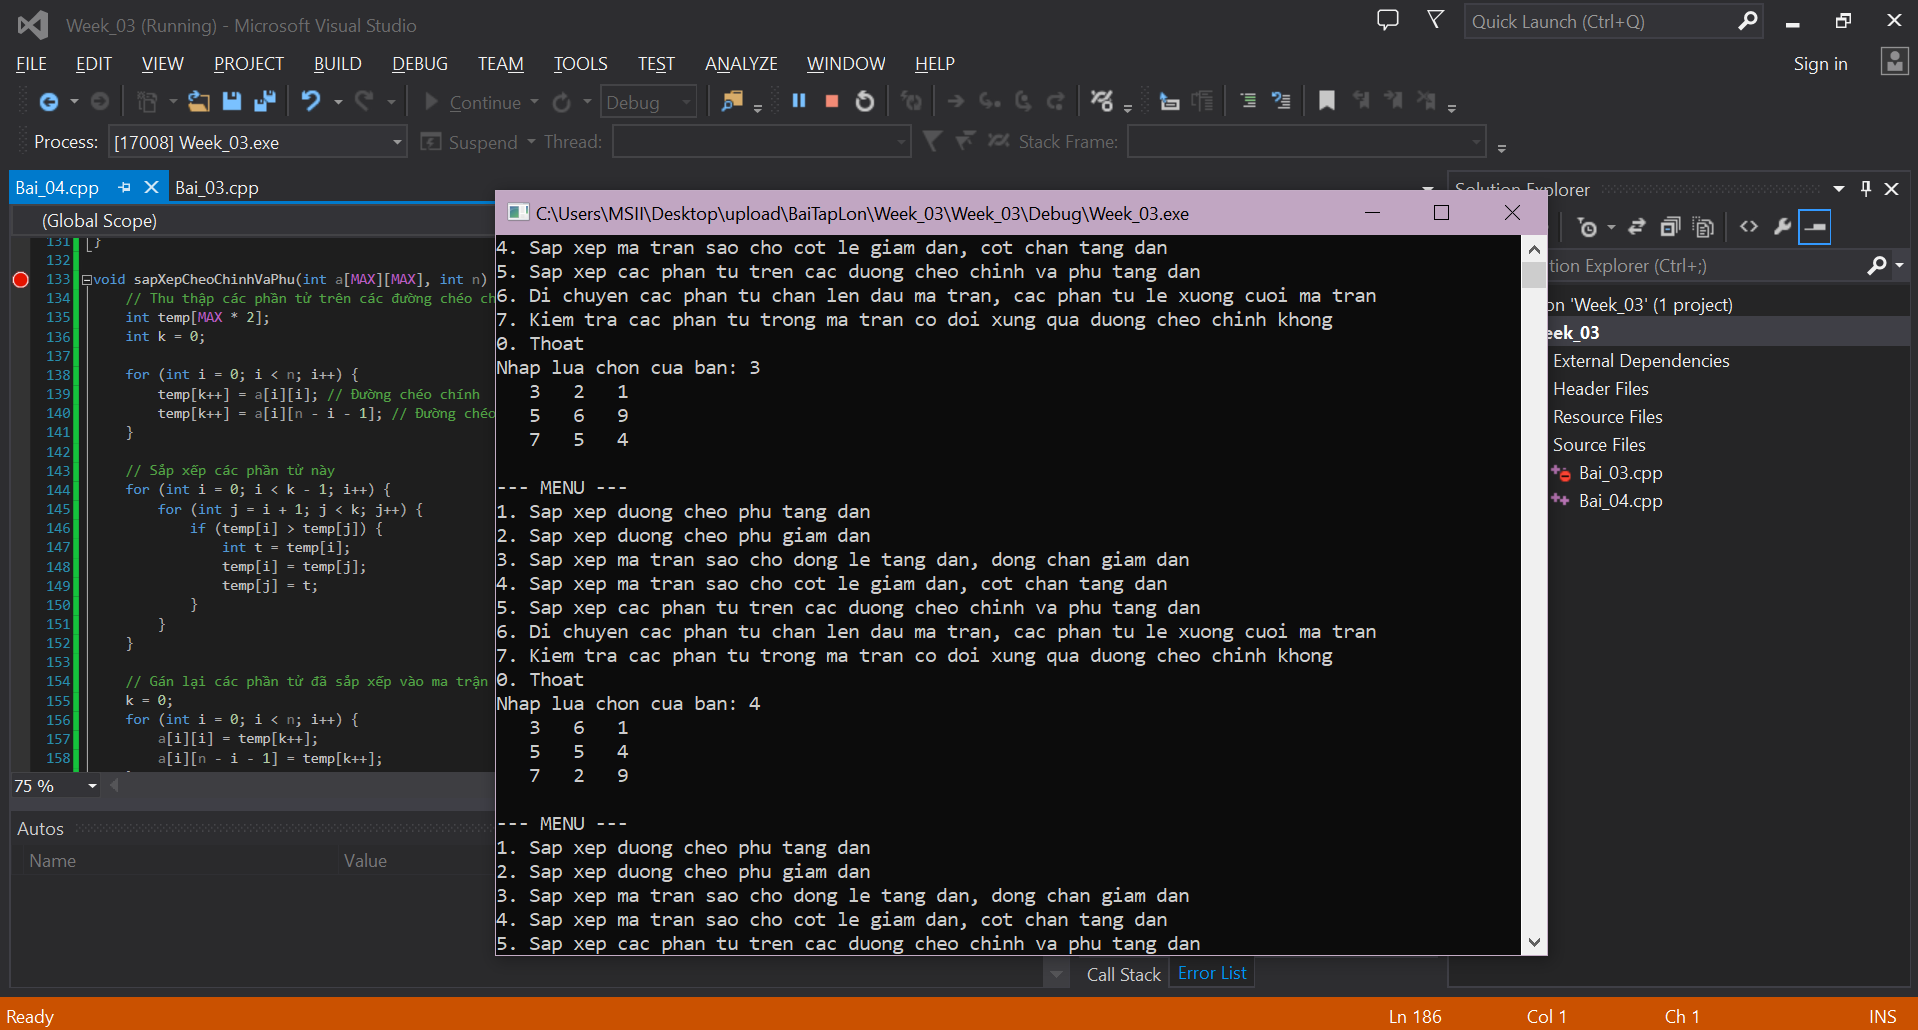 Week_03 (Running) - Microsoft Visual Studio
Quick Launch (Ctrl+Q)
FILE EDIT VIEW PROJECT BUILD DEBUG TEAM TOOLS TEST ANALYZE WINDOW HELP
Sign in
Continue
Debug
Process: [17008] Week_03.exe
Suspend
Thread:
Stack Frame:
Bai_04.cpp
Bai_03.cpp
(Global Scope)
131 }
132
133 void sapXepCheoChinhVaPhu(int a[MAX][MAX], int n)
134 // Thu thập các phần tử trên các đường chéo ch
135 int temp[MAX * 2];
136 int k = 0;
137
138 for (int i = 0; i < n; i++) {
139 temp[k++] = a[i][i]; // Đường chéo chính
140 temp[k++] = a[i][n - i - 1]; // Đường chéo
141 }
142
143 // Sắp xếp các phần tử này
144 for (int i = 0; i < k - 1; i++) {
145 for (int j = i + 1; j < k; j++) {
146 if (temp[i] > temp[j]) {
147 int t = temp[i];
148 temp[i] = temp[j];
149 temp[j] = t;
150 }
151 }
152 }
153
154 // Gán lại các phần tử đã sắp xếp vào ma trận
155 k = 0;
156 for (int i = 0; i < n; i++) {
157 a[i][i] = temp[k++];
158 a[i][n - i - 1] = temp[k++];
75 %
Autos
Name Value
C:\Users\MSII\Desktop\upload\BaiTapLon\Week_03\Week_03\Debug\Week_03.exe
4. Sap xep ma tran sao cho cot le giam dan, cot chan tang dan
5. Sap xep cac phan tu tren cac duong cheo chinh va phu tang dan
6. Di chuyen cac phan tu chan len dau ma tran, cac phan tu le xuong cuoi ma tran
7. Kiem tra cac phan tu trong ma tran co doi xung qua duong cheo chinh khong
0. Thoat
Nhap lua chon cua ban: 3
3 2 1
5 6 9
7 5 4
--- MENU ---
1. Sap xep duong cheo phu tang dan
2. Sap xep duong cheo phu giam dan
3. Sap xep ma tran sao cho dong le tang dan, dong chan giam dan
4. Sap xep ma tran sao cho cot le giam dan, cot chan tang dan
5. Sap xep cac phan tu tren cac duong cheo chinh va phu tang dan
6. Di chuyen cac phan tu chan len dau ma tran, cac phan tu le xuong cuoi ma tran
7. Kiem tra cac phan tu trong ma tran co doi xung qua duong cheo chinh khong
0. Thoat
Nhap lua chon cua ban: 4
3 6 1
5 5 4
7 2 9
--- MENU ---
1. Sap xep duong cheo phu tang dan
2. Sap xep duong cheo phu giam dan
3. Sap xep ma tran sao cho dong le tang dan, dong chan giam dan
4. Sap xep ma tran sao cho cot le giam dan, cot chan tang dan
5. Sap xep cac phan tu tren cac duong cheo chinh va phu tang dan
Solution Explorer
tion Explorer (Ctrl+;)
on 'Week_03' (1 project)
eek_03
External Dependencies
Header Files
Resource Files
Source Files
Bai_03.cpp
Bai_04.cpp
Call Stack
Error List
Ready
Ln 186
Col 1
Ch 1
INS